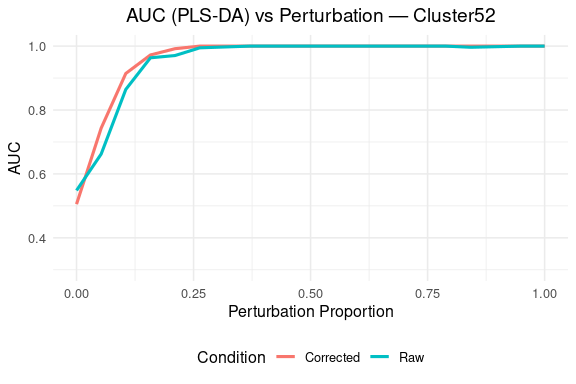 AUC (PLS-DA) vs Perturbation — Cluster52
AUC
1.0
0.8
0.6
0.4
0.00 0.25 0.50 0.75 1.00
Perturbation Proportion
Condition Corrected Raw